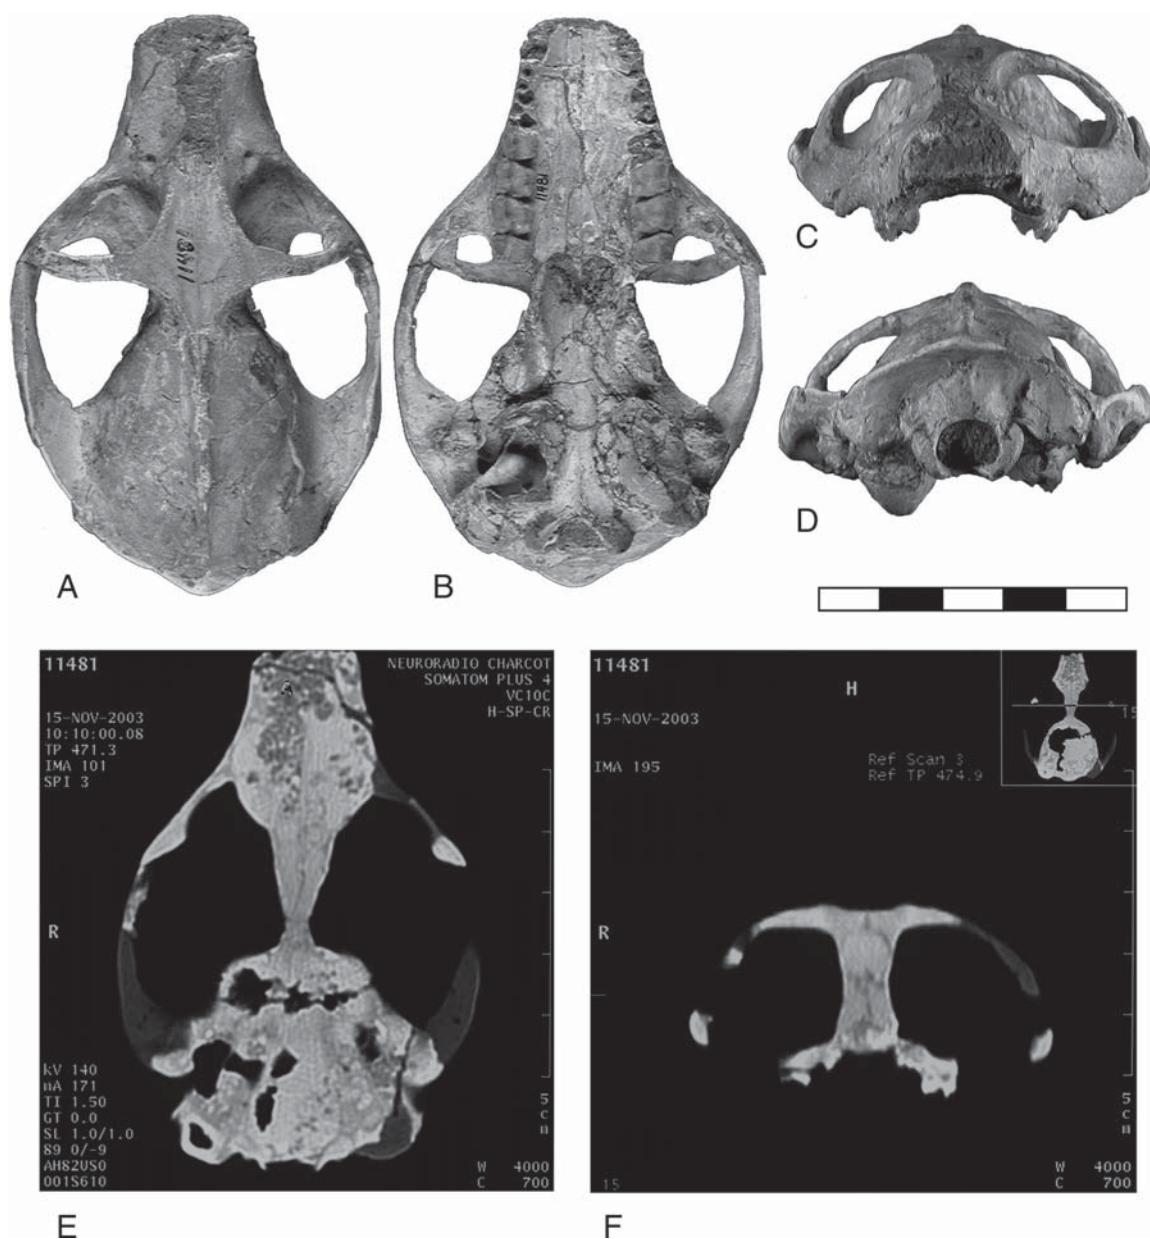 11481
11481
A
B
C
D
11481
NEURORADIO CHARCOT
SOMATOM PLUS 4
VC10C
H-SP-CR
15-NOV-2003
10:10:00.08
TP 471.3
IMA 101
SPI 3
A
R
kV 140
mA 171
TI 1.50
GT 0.0
SL 1.0/1.0
89 0/-9
AH82US0
001S610
5
c
m
W 4000
C 700
E
11481
15-NOV-2003
IMA 195
H
Ref Scan 3
Ref TP 474.9
15
R
5
c
m
15
W 4000
C 700
F